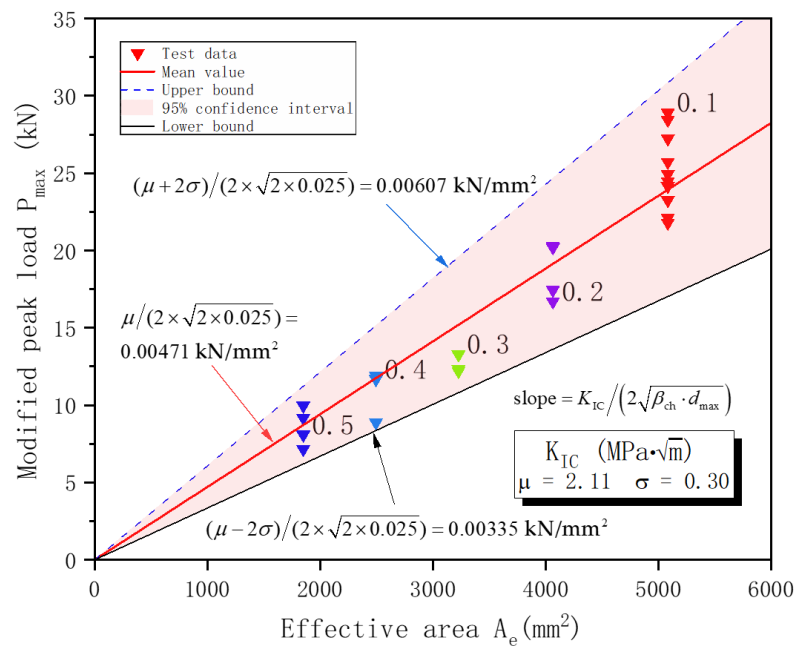 35
30
25
20
15
10
5
0
0
1000
2000
3000
4000
5000
6000
Modified peak load P_max (kN)
Effective area A_e(mm²)
Test data
Mean value
Upper bound
95% confidence interval
Lower bound
0.1
(μ+2σ)/(2×√(2×0.025))=0.00607 kN/mm²
0.2
μ/(2×√(2×0.025))=
0.00471 kN/mm²
0.3
0.4
0.5
slope=K_IC/(2√(β_ch·d_max))
K_IC (MPa•√m)
μ = 2.11 σ = 0.30
(μ−2σ)/(2×√(2×0.025))=0.00335 kN/mm²